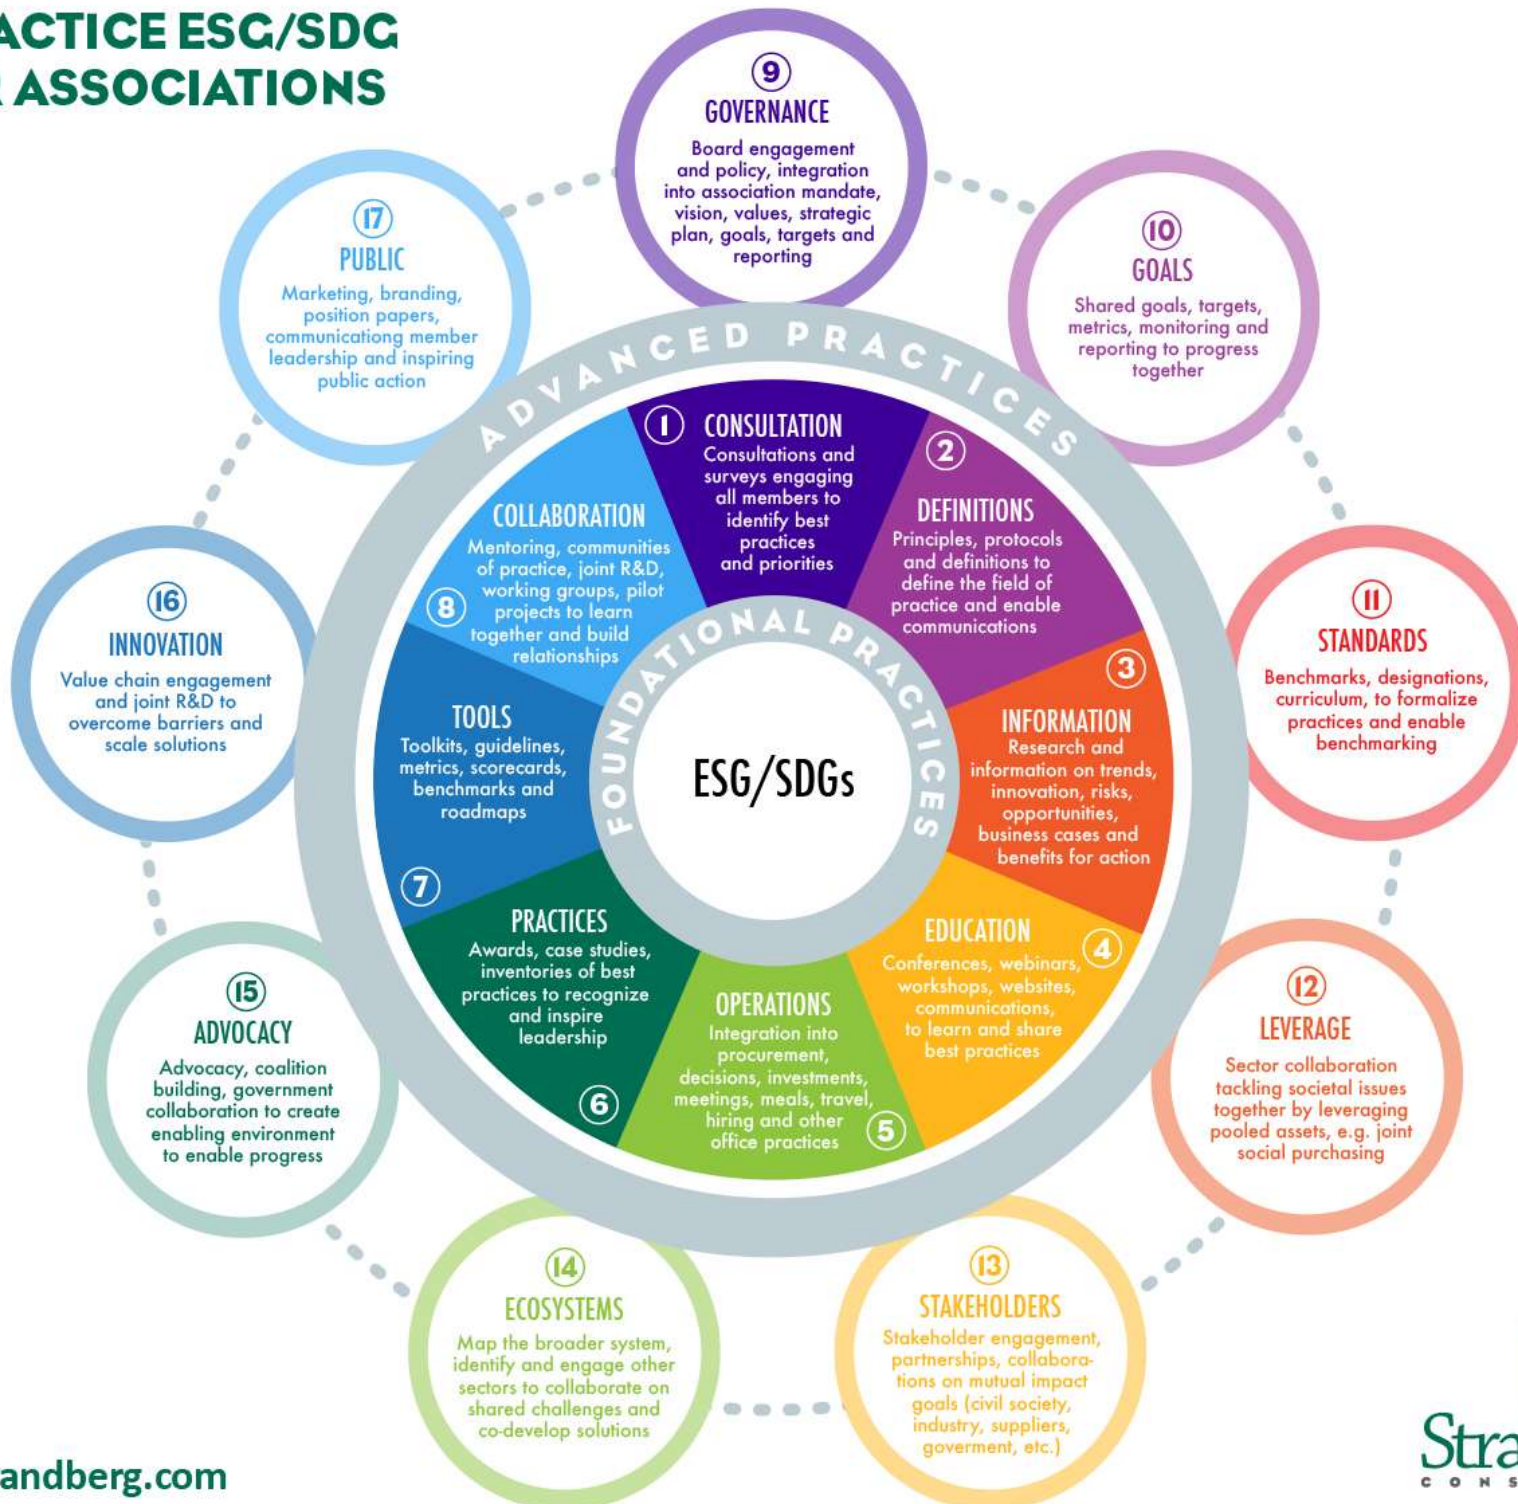 ACTICE ESG/SDG
R ASSOCIATIONS
9
GOVERNANCE
Board engagement
and policy, integration
into association mandate,
vision, values, strategic
plan, goals, targets and
reporting
10
GOALS
Shared goals, targets,
metrics, monitoring and
reporting to progress
together
11
STANDARDS
Benchmarks, designations,
curriculum, to formalize
practices and enable
benchmarking
12
LEVERAGE
Sector collaboration
tackling societal issues
together by leveraging
pooled assets, e.g. joint
social purchasing
13
STAKEHOLDERS
Stakeholder engagement,
partnerships, collabora-
tions on mutual impact
goals (civil society,
industry, suppliers,
goverment, etc.)
14
ECOSYSTEMS
Map the broader system,
identify and engage other
sectors to collaborate on
shared challenges and
co-develop solutions
15
ADVOCACY
Advocacy, coalition
building, government
collaboration to create
enabling environment
to enable progress
16
INNOVATION
Value chain engagement
and joint R&D to
overcome barriers and
scale solutions
17
PUBLIC
Marketing, branding,
position papers,
communicationg member
leadership and inspiring
public action
ADVANCED PRACTICES
1
CONSULTATION
Consultations and
surveys engaging
all members to
identify best
practices
and priorities
2
DEFINITIONS
Principles, protocols
and definitions to
define the field of
practice and enable
communications
3
INFORMATION
Research and
information on trends,
innovation, risks,
opportunities,
business cases and
benefits for action
4
EDUCATION
Conferences, webinars,
workshops, websites,
communications,
to learn and share
best practices
OPERATIONS
Integration into
procurement,
decisions, investments,
meetings, meals, travel,
hiring and other
office practices
5
PRACTICES
Awards, case studies,
inventories of best
practices to recognize
and inspire
leadership
6
TOOLS
Toolkits, guidelines,
metrics, scorecards,
benchmarks and
roadmaps
7
COLLABORATION
Mentoring, communities
of practice, joint R&D,
working groups, pilot
projects to learn
together and build
relationships
8
FOUNDATIONAL PRACTICES
ESG/SDGs
andberg.com
Stra
CONS